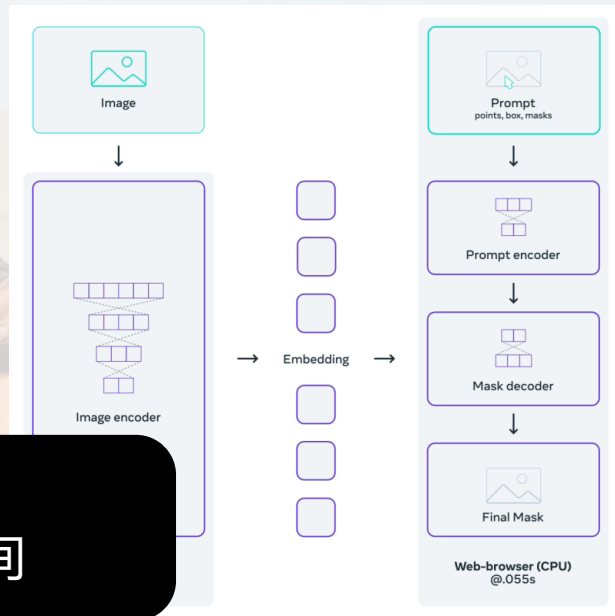 Image
Image encoder
Embedding
Prompt
points, box, masks
Prompt encoder
Mask decoder
Final Mask
Web-browser (CPU)
@.055s